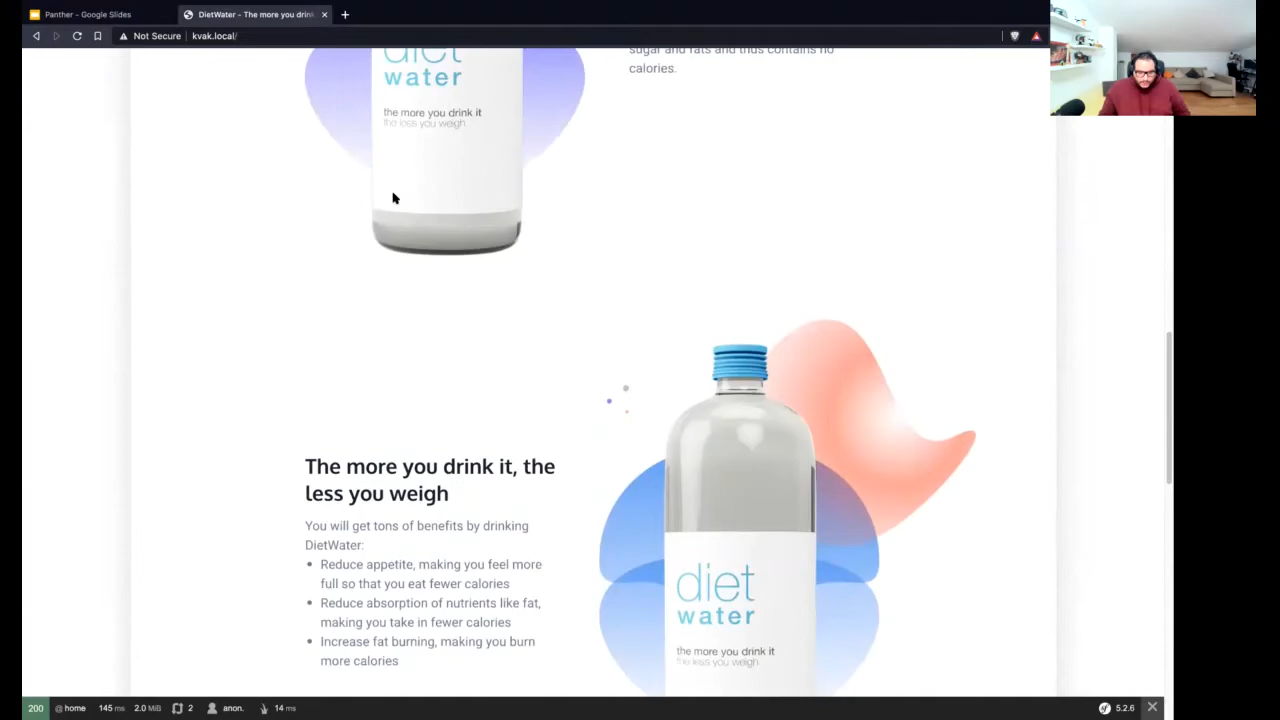 Panther - Google Slides
DietWater - The more you drin
Not Secure
kvak.local/
sugar and rats and thus contains no
calories.
diet
water
the more you drink it
the less you weigh
The more you drink it, the
less you weigh
You will get tons of benefits by drinking
DietWater:
Reduce appetite, making you feel more
full so that you eat fewer calories
Reduce absorption of nutrients like fat,
making you take in fewer calories
Increase fat burning, making you burn
more calories
diet
water
the more you drink it
the less you weigh
200 @ home 145 ms 2.0 MiB 2 anon. 14 ms 5.2.6